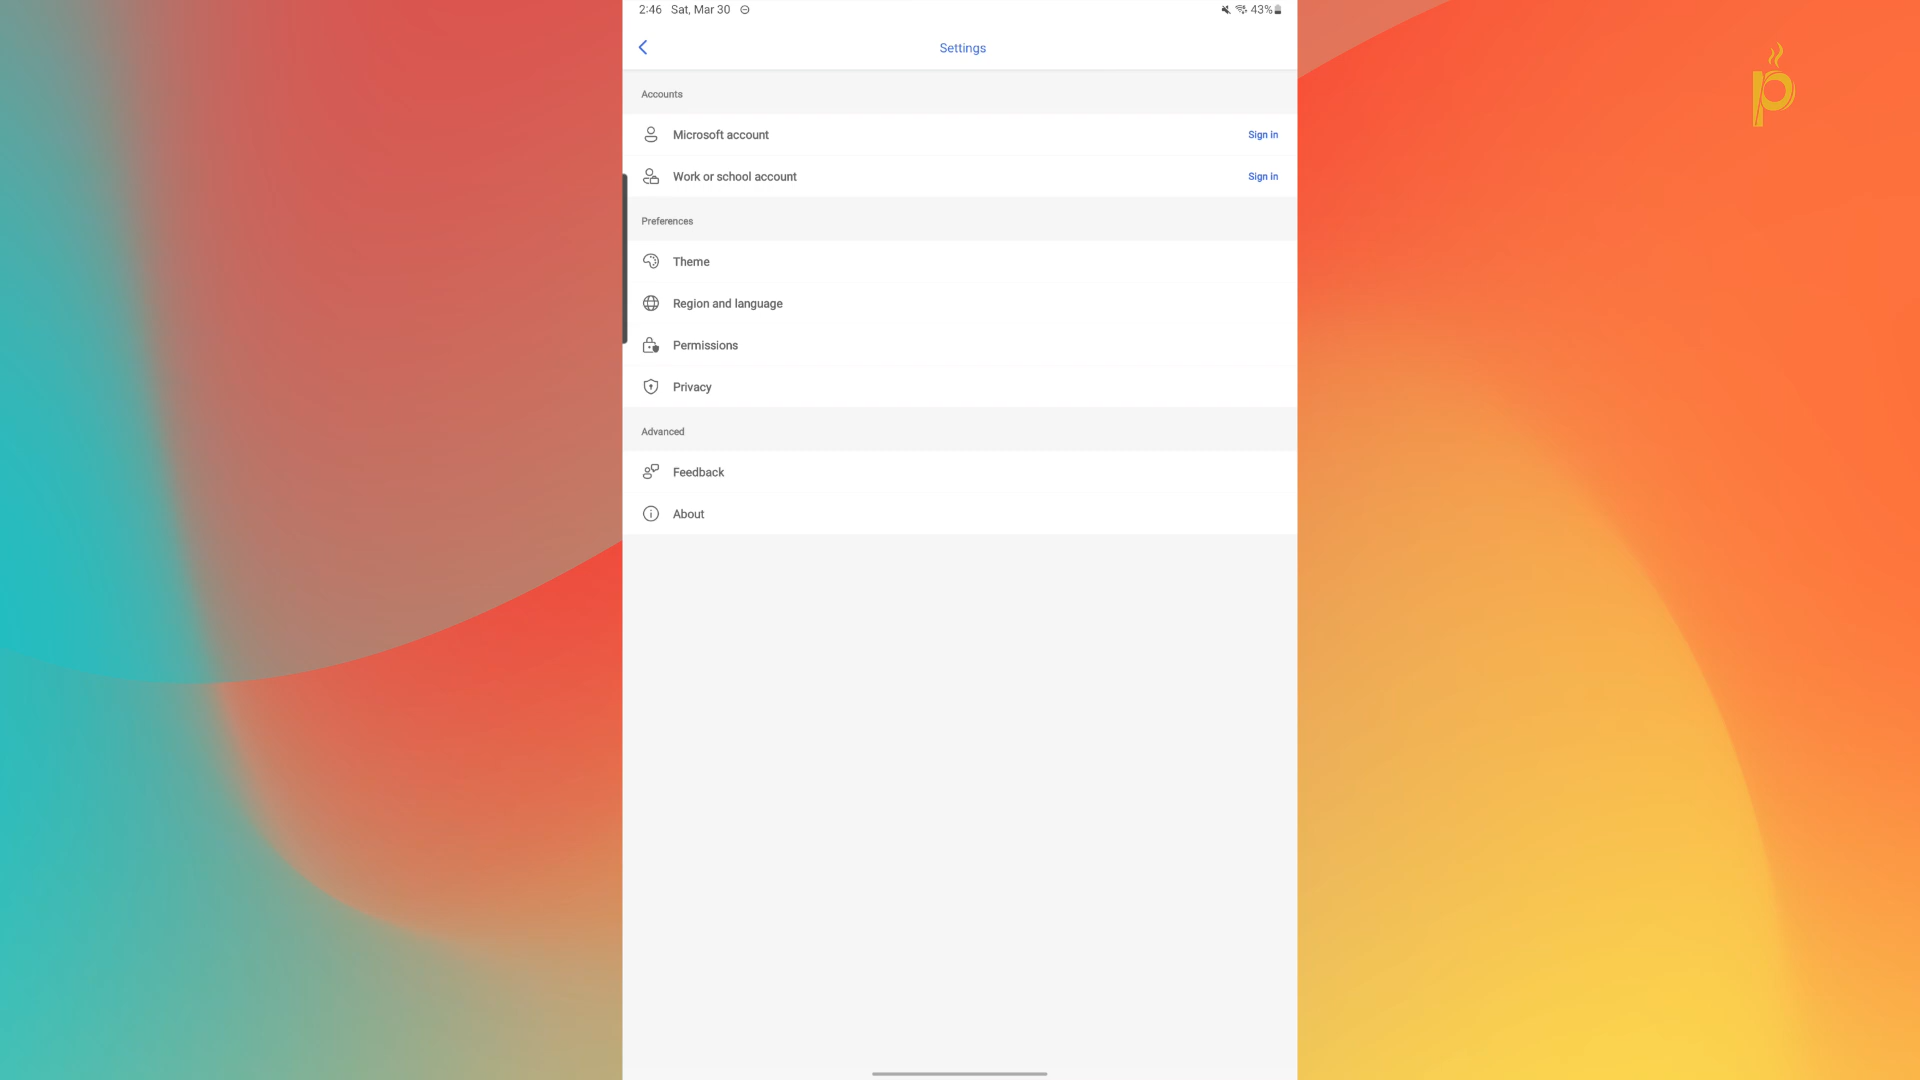 2:46 Sat, Mar 30 43%
Settings
Accounts
Microsoft account Sign in
Work or school account Sign in
Preferences
Theme
Region and language
Permissions
Privacy
Advanced
Feedback
About